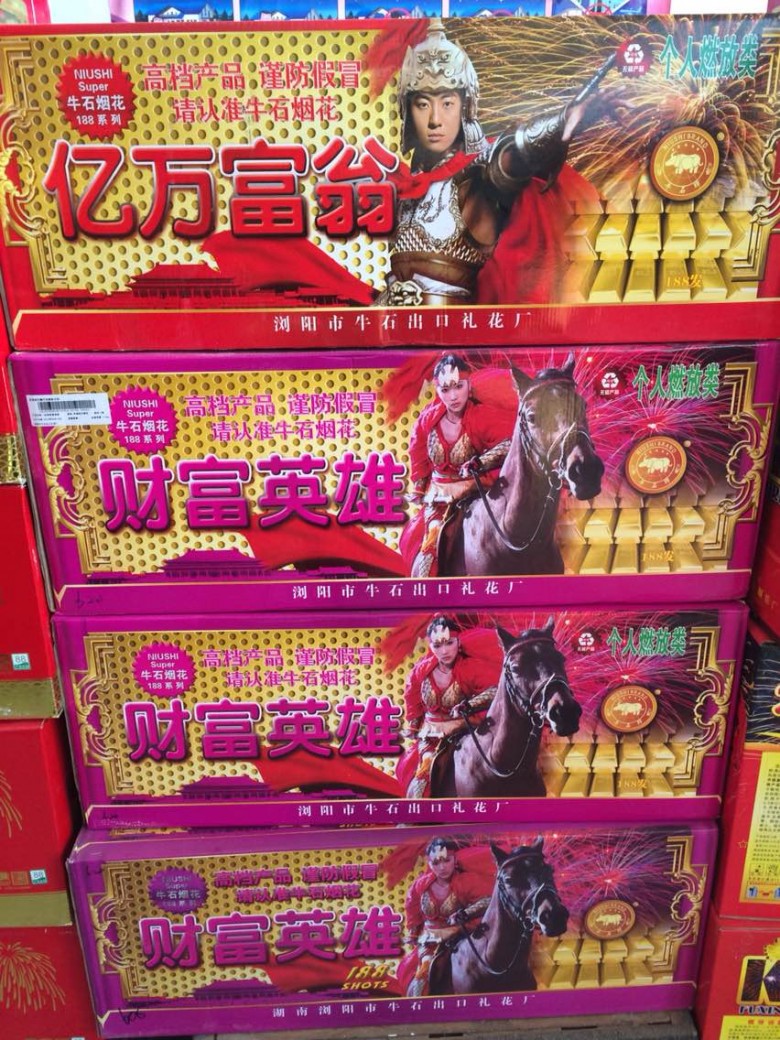 NIUSHI
Super
牛石烟花
188系列
高档产品 谨防假冒
请认准牛石烟花
个人燃放类
亿万富翁
188发
浏阳市牛石出口礼花厂
NIUSHI
Super
牛石烟花
188系列
高档产品 谨防假冒
请认准牛石烟花
个人燃放类
财富英雄
188发
浏阳市牛石出口礼花厂
NIUSHI
Super
牛石烟花
188系列
高档产品 谨防假冒
请认准牛石烟花
个人燃放类
财富英雄
188发
浏阳市牛石出口礼花厂
NIUSHI
Super
牛石烟花
188系列
高档产品 谨防假冒
请认准牛石烟花
财富英雄
188
SHOTS
湖南浏阳市牛石出口礼花厂
88
88